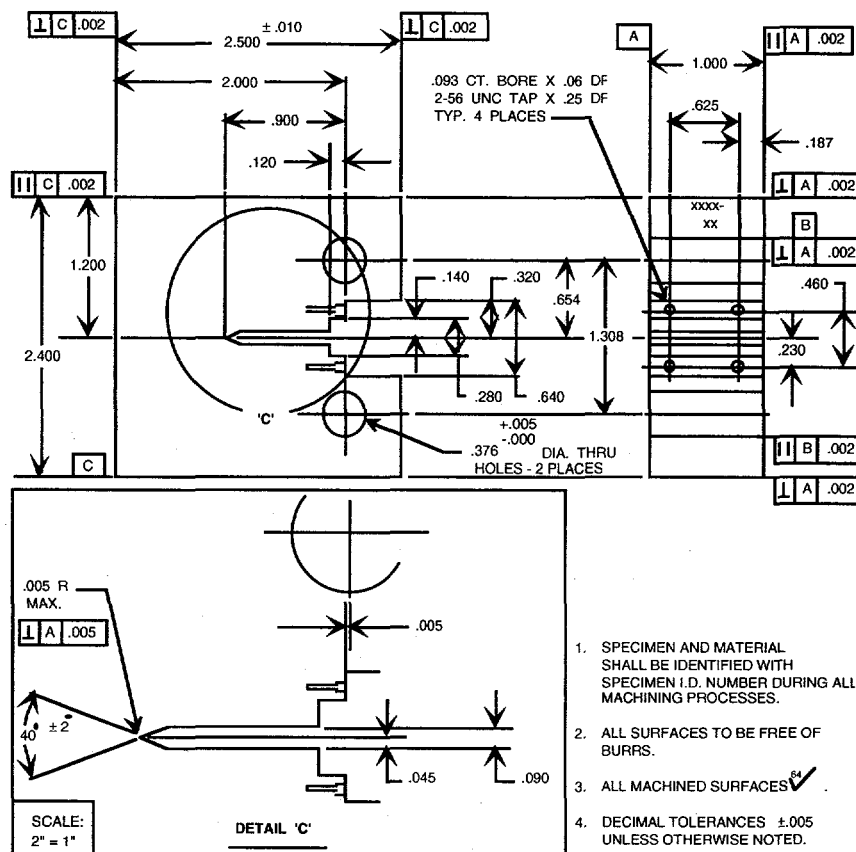 ⊥ C .002
± .010
2.500
⊥ C .002
A
|| A .002
2.000
1.000
.900
.093 CT. BORE X .06 DF
2-56 UNC TAP X .25 DF
TYP. 4 PLACES
.625
.120
.187
|| C .002
⊥ A .002
xxxx-
xx
B
⊥ A .002
1.200
.140
.320
.654
.460
2.400
1.308
.230
.280
.640
'C'
+.005
-.000
.376 DIA. THRU
HOLES - 2 PLACES
C
|| B .002
⊥ A .002
.005 R
MAX.
⊥ A .005
.005
40° ± 2°
.045
.090
SCALE:
2" = 1"
DETAIL 'C'
1. SPECIMEN AND MATERIAL
SHALL BE IDENTIFIED WITH
SPECIMEN I.D. NUMBER DURING ALL
MACHINING PROCESSES.
2. ALL SURFACES TO BE FREE OF
BURRS.
3. ALL MACHINED SURFACES 64 √ .
4. DECIMAL TOLERANCES ±.005
UNLESS OTHERWISE NOTED.